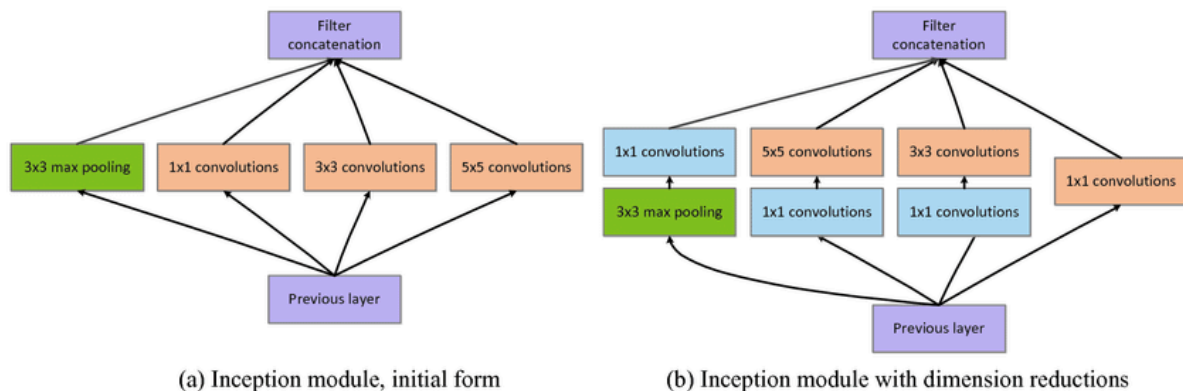 Filter
concatenation
3x3 max pooling
1x1 convolutions
3x3 convolutions
5x5 convolutions
Previous layer
(a) Inception module, initial form
Filter
concatenation
1x1 convolutions
5x5 convolutions
3x3 convolutions
1x1 convolutions
3x3 max pooling
1x1 convolutions
1x1 convolutions
Previous layer
(b) Inception module with dimension reductions